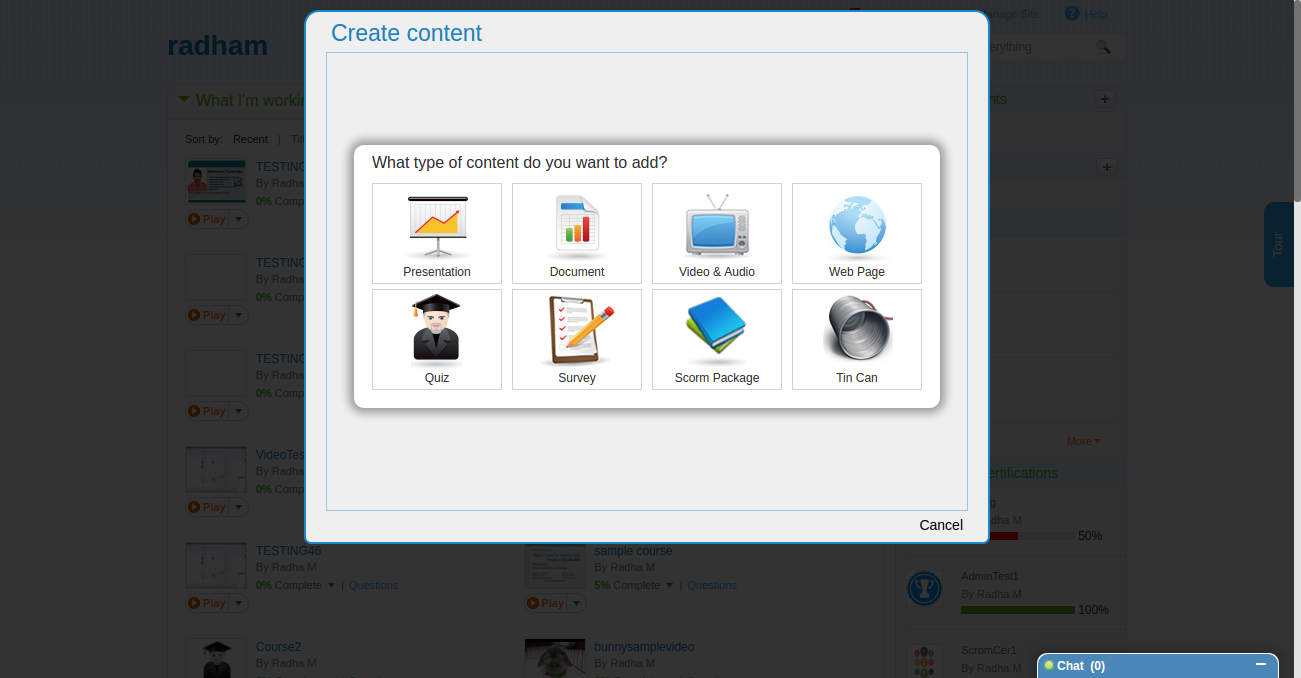 Create content
Manage Site
Help
radham
What I'm workin
Sort by: Recent | Titl
+
What type of content do you want to add?
Presentation
Document
Video & Audio
Web Page
Quiz
Survey
Scorm Package
Tin Can
Cancel
Tour
TESTING
By Radha
0% Comp
Play
TESTING
By Radha
0% Comp
Play
TESTING
By Radha
0% Comp
Play
VideoTes
By Radha
0% Comp
Play
TESTING46
By Radha M
0% Complete | Questions
Play
sample course
By Radha M
5% Complete | Questions
Play
Course2
By Radha M
bunnysamplevideo
By Radha M
+
More
ertifications
dha M
50%
AdminTest1
By Radha M
100%
ScromCer1
By Radha M
Chat (0)